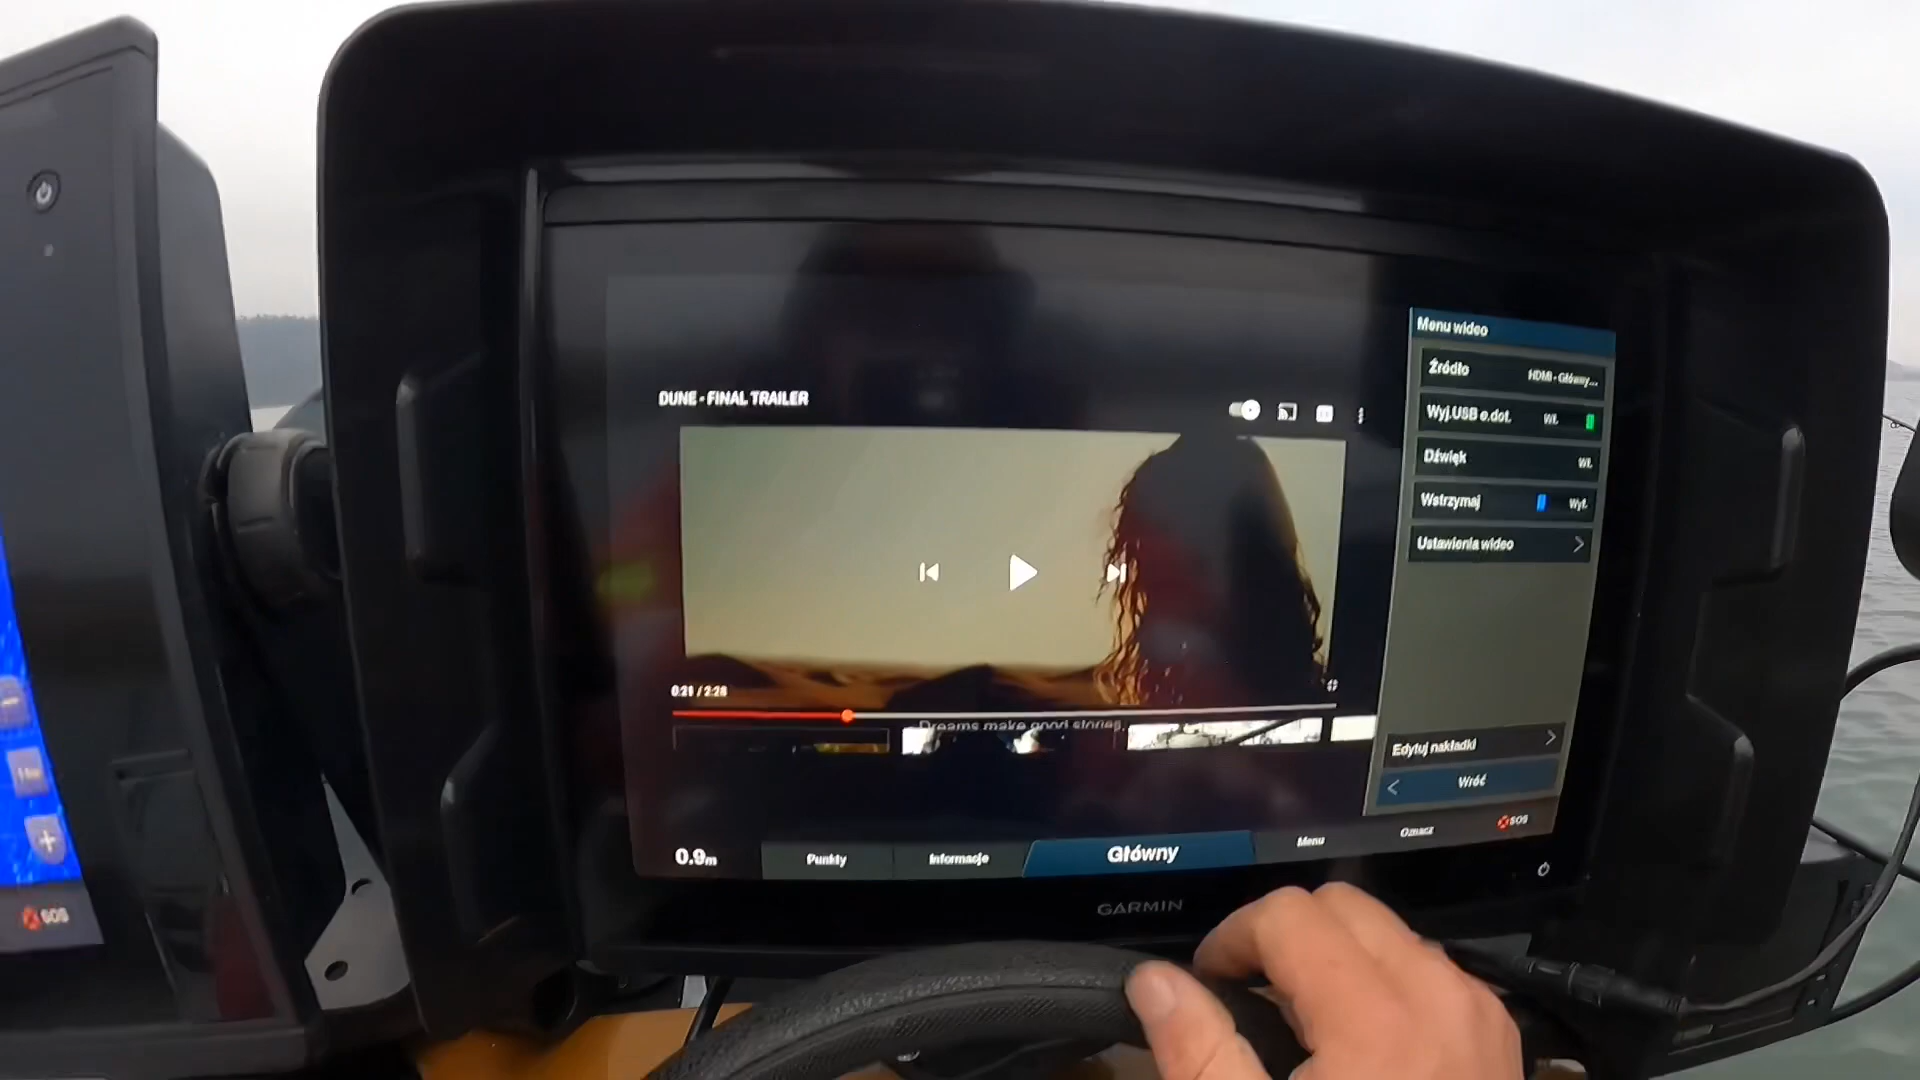 DUNE - FINAL TRAILER
0:21 / 2:28
Dreams make good stories,
Menu wideo
Źródło HDMI - Główny...
Wyj.USB e.dot. Wł.
Dźwięk Wł.
Wstrzymaj Wył.
Ustawienia wideo
Edytuj nakładki
Wróć
0.9m
Punkty
Informacje
Główny
Menu
Oznacz
SOS
GARMIN
SOS